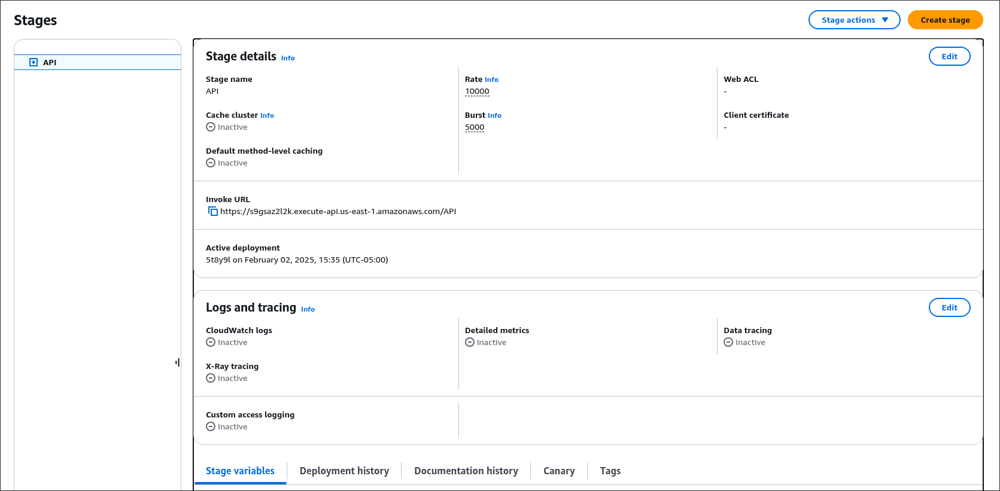 Stages
Stage actions
Create stage
API
Stage details Info
Edit
Stage name
API
Rate Info
10000
Web ACL
-
Cache cluster Info
Inactive
Burst Info
5000
Client certificate
-
Default method-level caching
Inactive
Invoke URL
https://s9gsaz2l2k.execute-api.us-east-1.amazonaws.com/API
Active deployment
5t8y9l on February 02, 2025, 15:35 (UTC-05:00)
Logs and tracing Info
Edit
CloudWatch logs
Inactive
Detailed metrics
Inactive
Data tracing
Inactive
X-Ray tracing
Inactive
Custom access logging
Inactive
Stage variables
Deployment history
Documentation history
Canary
Tags